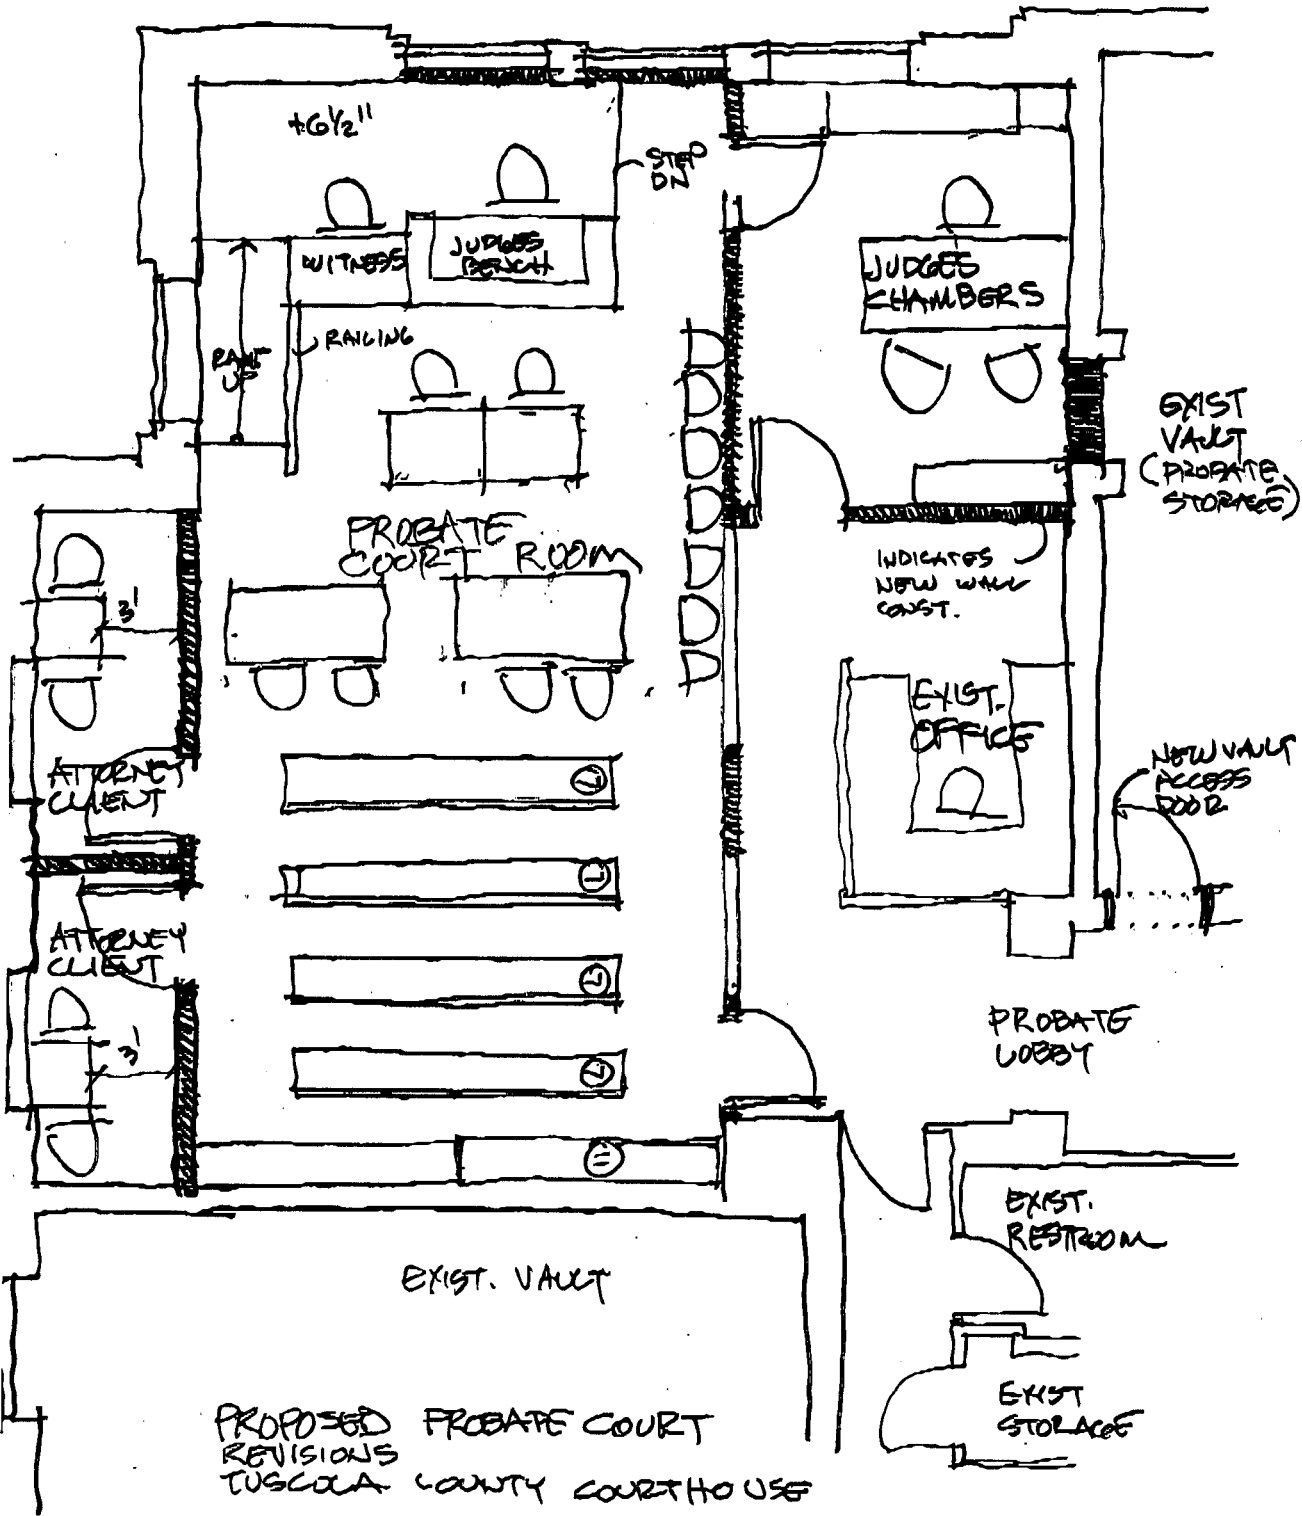 +6½"
STEP
DN
WITNESS
JUDGES
BENCH
JUDGES
CHAMBERS
RAILING
RAMP
UP
EXIST
VAULT
(PROBATE
STORAGE)
PROBATE
COURT ROOM
INDICATES
NEW WALL
CONST.
3'
EXIST.
OFFICE
ATTORNEY
CLIENT
NEW VAULT
ACCESS
DOOR
L
L
ATTORNEY
CLIENT
L
3'
PROBATE
LOBBY
L
EXIST.
RESTROOM
EXIST. VAULT
EXIST
STORAGE
PROPOSED PROBATE COURT
REVISIONS
TUSCOLA COUNTY COURTHOUSE